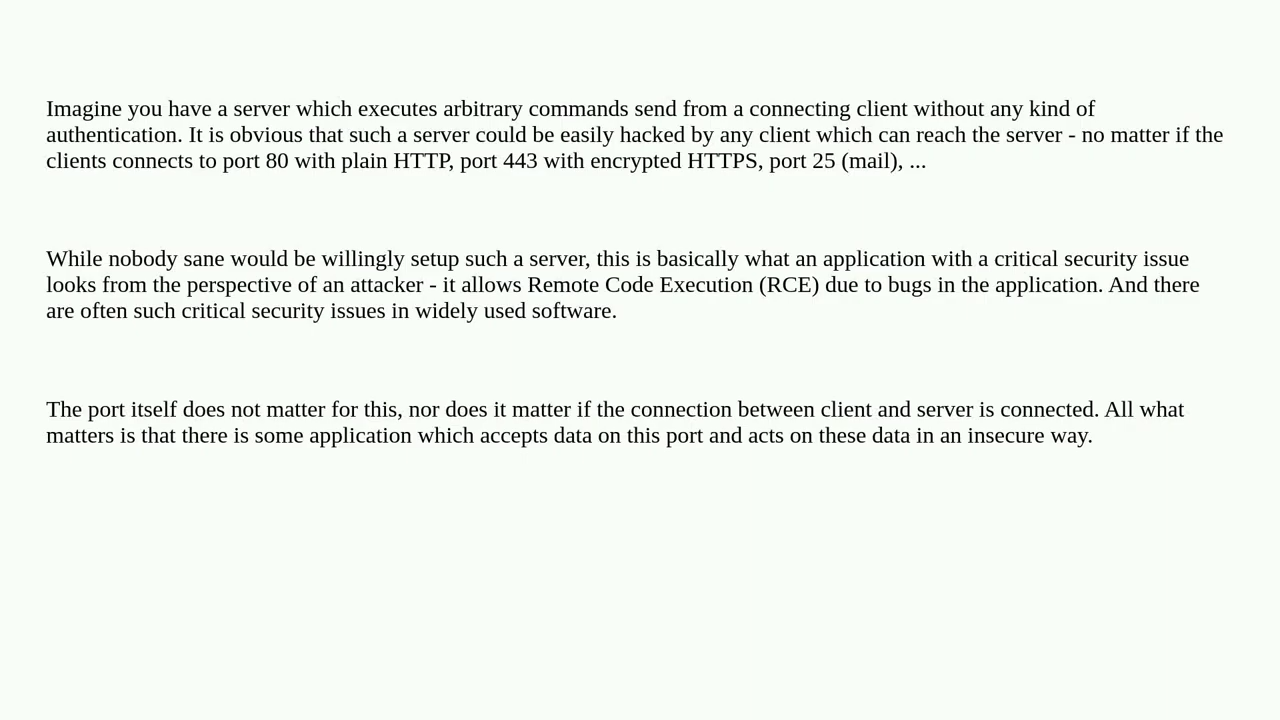 Imagine you have a server which executes arbitrary commands send from a connecting client without any kind of
authentication. It is obvious that such a server could be easily hacked by any client which can reach the server - no matter if the
clients connects to port 80 with plain HTTP, port 443 with encrypted HTTPS, port 25 (mail), ...
While nobody sane would be willingly setup such a server, this is basically what an application with a critical security issue
looks from the perspective of an attacker - it allows Remote Code Execution (RCE) due to bugs in the application. And there
are often such critical security issues in widely used software.
The port itself does not matter for this, nor does it matter if the connection between client and server is connected. All what
matters is that there is some application which accepts data on this port and acts on these data in an insecure way.